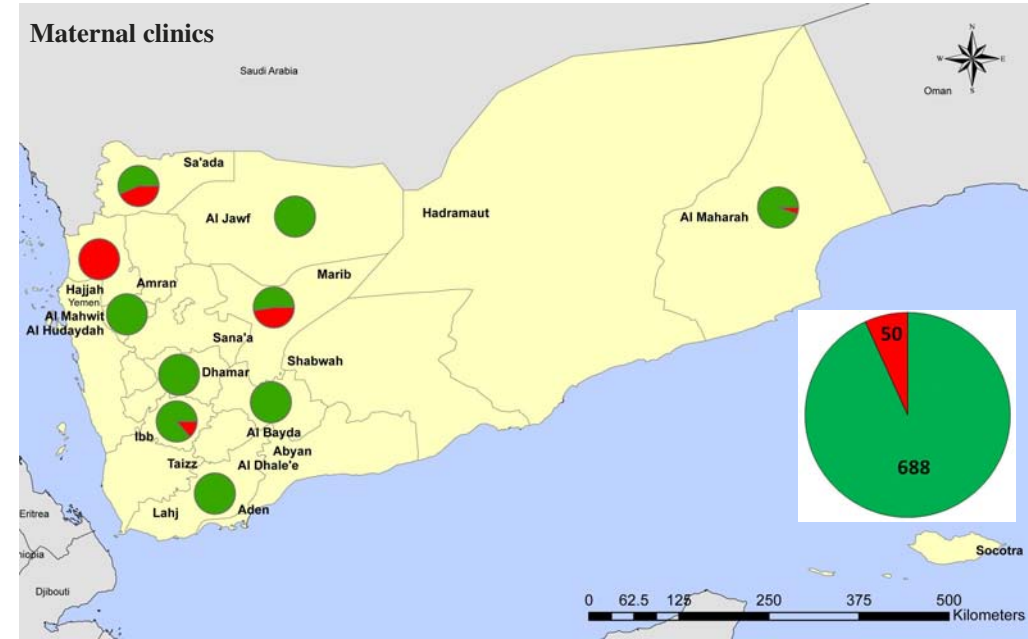 Maternal clinics
Saudi Arabia
N
W
E
S
Oman
Sa'ada
Al Jawf
Hadramaut
Al Maharah
Marib
Hajjah
Amran
Yemen
Al Mahwit
Al Hudaydah
Sana'a
Shabwah
Dhamar
Ibb
Al Bayda
Abyan
Taizz
Al Dhale'e
Lahj
Aden
50
688
Eritrea
hiopia
Djibouti
Socotra
0 62.5 125 250 375 500
Kilometers